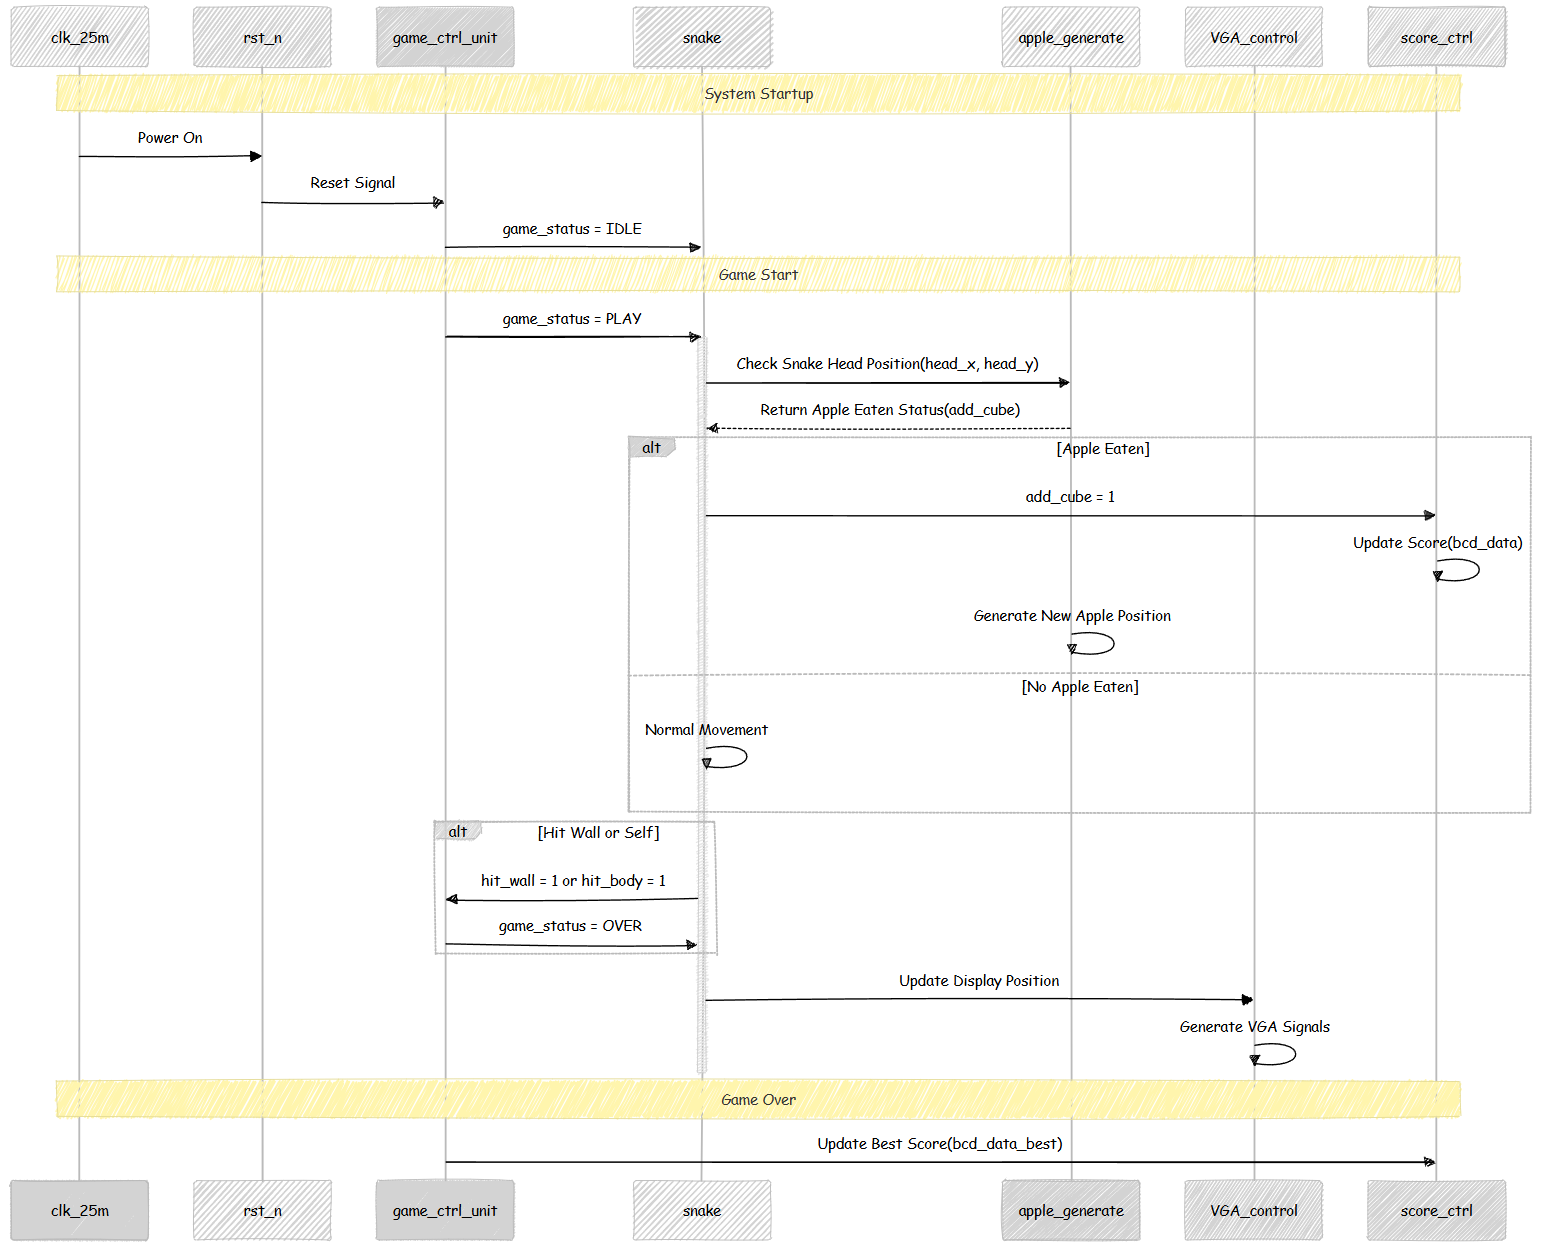 clk_25m
rst_n
game_ctrl_unit
snake
apple_generate
VGA_control
score_ctrl
System Startup
Power On
Reset Signal
game_status = IDLE
Game Start
game_status = PLAY
Check Snake Head Position(head_x, head_y)
Return Apple Eaten Status(add_cube)
alt
[Apple Eaten]
add_cube = 1
Update Score(bcd_data)
Generate New Apple Position
[No Apple Eaten]
Normal Movement
alt
[Hit Wall or Self]
hit_wall = 1 or hit_body = 1
game_status = OVER
Update Display Position
Generate VGA Signals
Game Over
Update Best Score(bcd_data_best)
clk_25m
rst_n
game_ctrl_unit
snake
apple_generate
VGA_control
score_ctrl